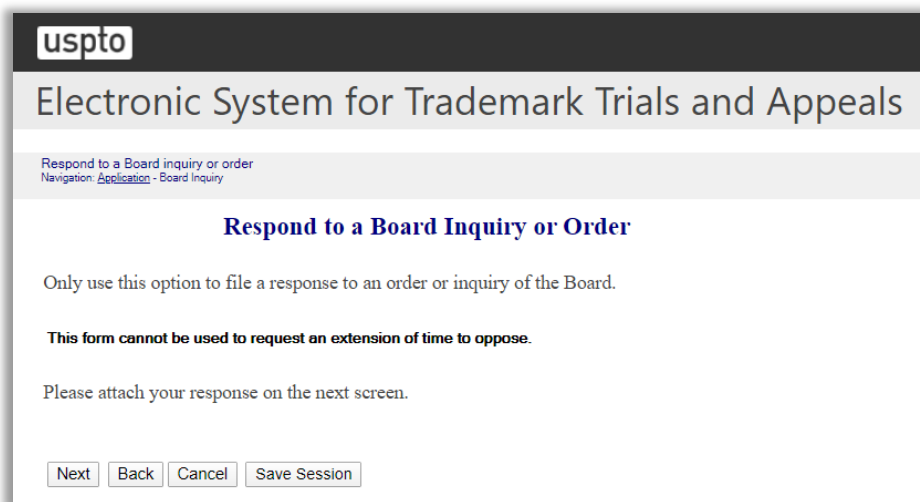 uspto
Electronic System for Trademark Trials and Appeals
Respond to a Board inquiry or order
Navigation: Application - Board Inquiry
Respond to a Board Inquiry or Order
Only use this option to file a response to an order or inquiry of the Board.
This form cannot be used to request an extension of time to oppose.
Please attach your response on the next screen.
Next Back Cancel Save Session